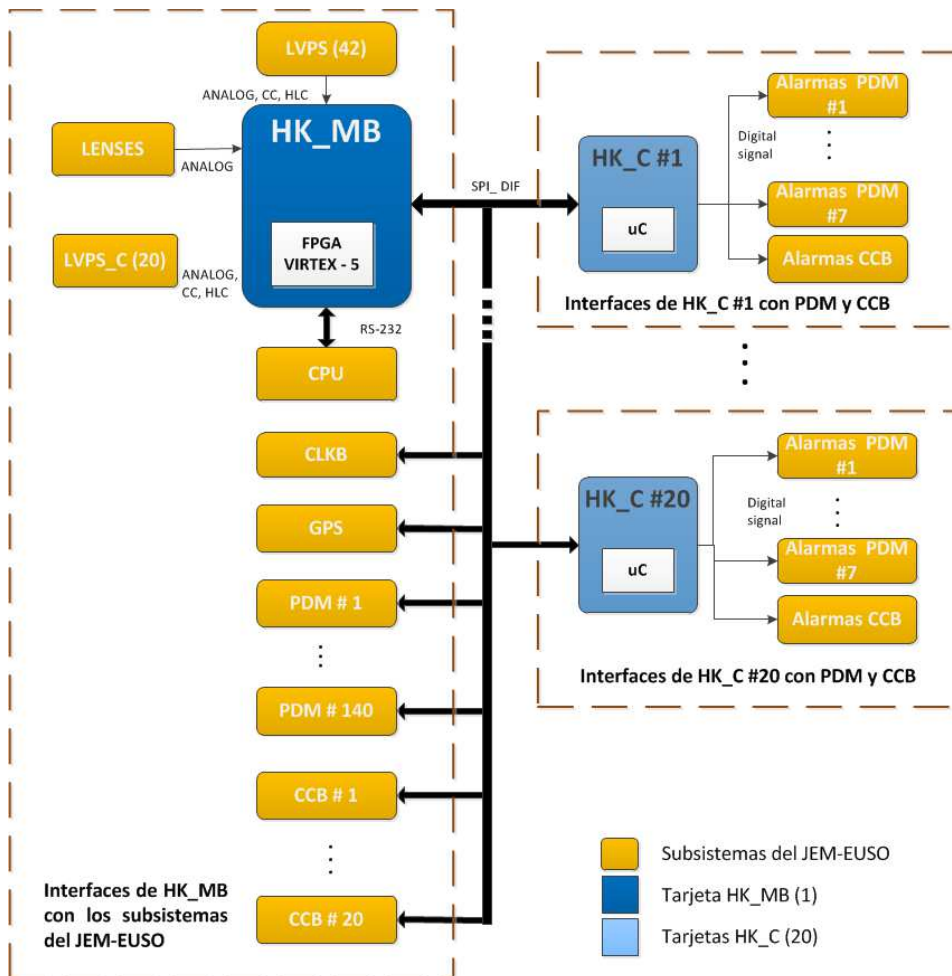 LVPS (42)
ANALOG, CC, HLC
HK_MB
LENSES
ANALOG
FPGA
VIRTEX - 5
LVPS_C (20)
ANALOG,
CC, HLC
RS-232
CPU
CLKB
GPS
PDM # 1
PDM # 140
CCB # 1
CCB # 20
Interfaces de HK_MB
con los subsistemas
del JEM-EUSO
SPI_ DIF
HK_C #1
uC
Digital
signal
Alarmas PDM
#1
Alarmas PDM
#7
Alarmas CCB
Interfaces de HK_C #1 con PDM y CCB
HK_C #20
uC
Digital
signal
Alarmas PDM
#1
Alarmas PDM
#7
Alarmas CCB
Interfaces de HK_C #20 con PDM y CCB
Subsistemas del JEM-EUSO
Tarjeta HK_MB (1)
Tarjetas HK_C (20)